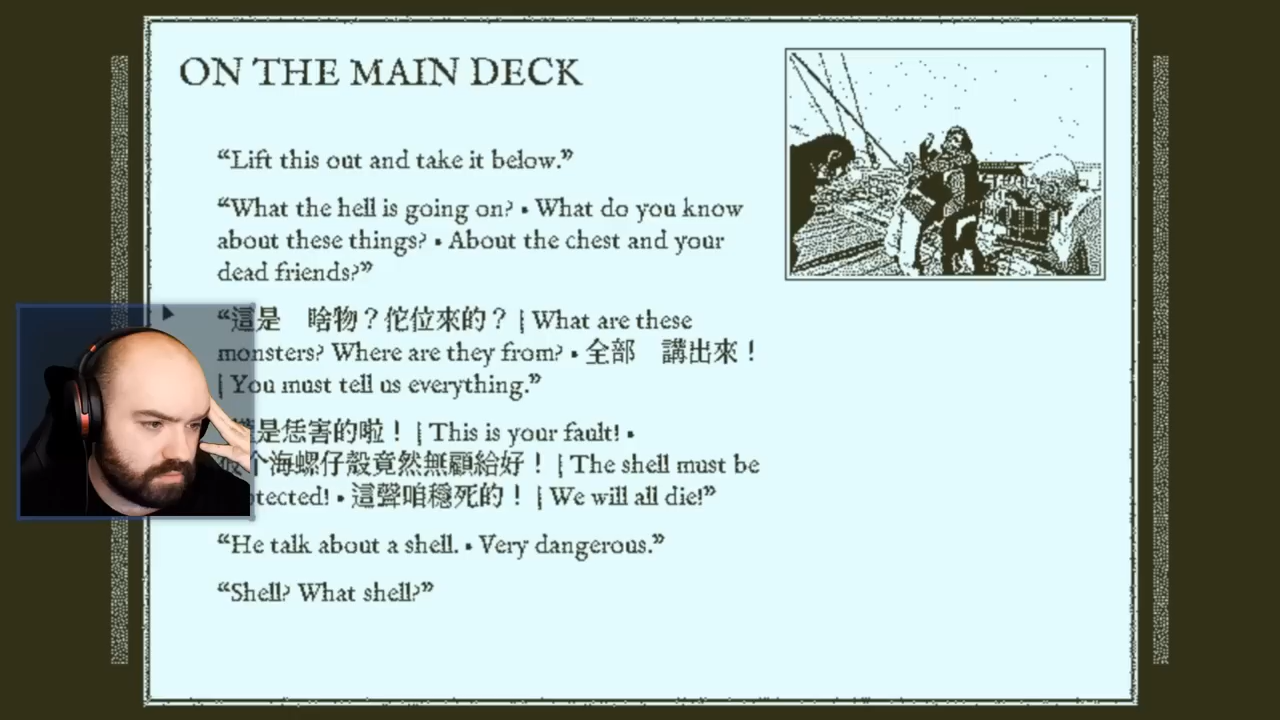 ON THE MAIN DECK
“Lift this out and take it below.”
“What the hell is going on? • What do you know
about these things? • About the chest and your
dead friends?”
“這是　啥物？佗位來的？ | What are these
monsters? Where are they from? • 全部　講出來！
| You must tell us everything.”
是恁害的啦！ | This is your fault! •
个海螺仔殼竟然無顧給好！ | The shell must be
tected! • 這聲咱穩死的！ | We will all die!”
“He talk about a shell. • Very dangerous.”
“Shell? What shell?”